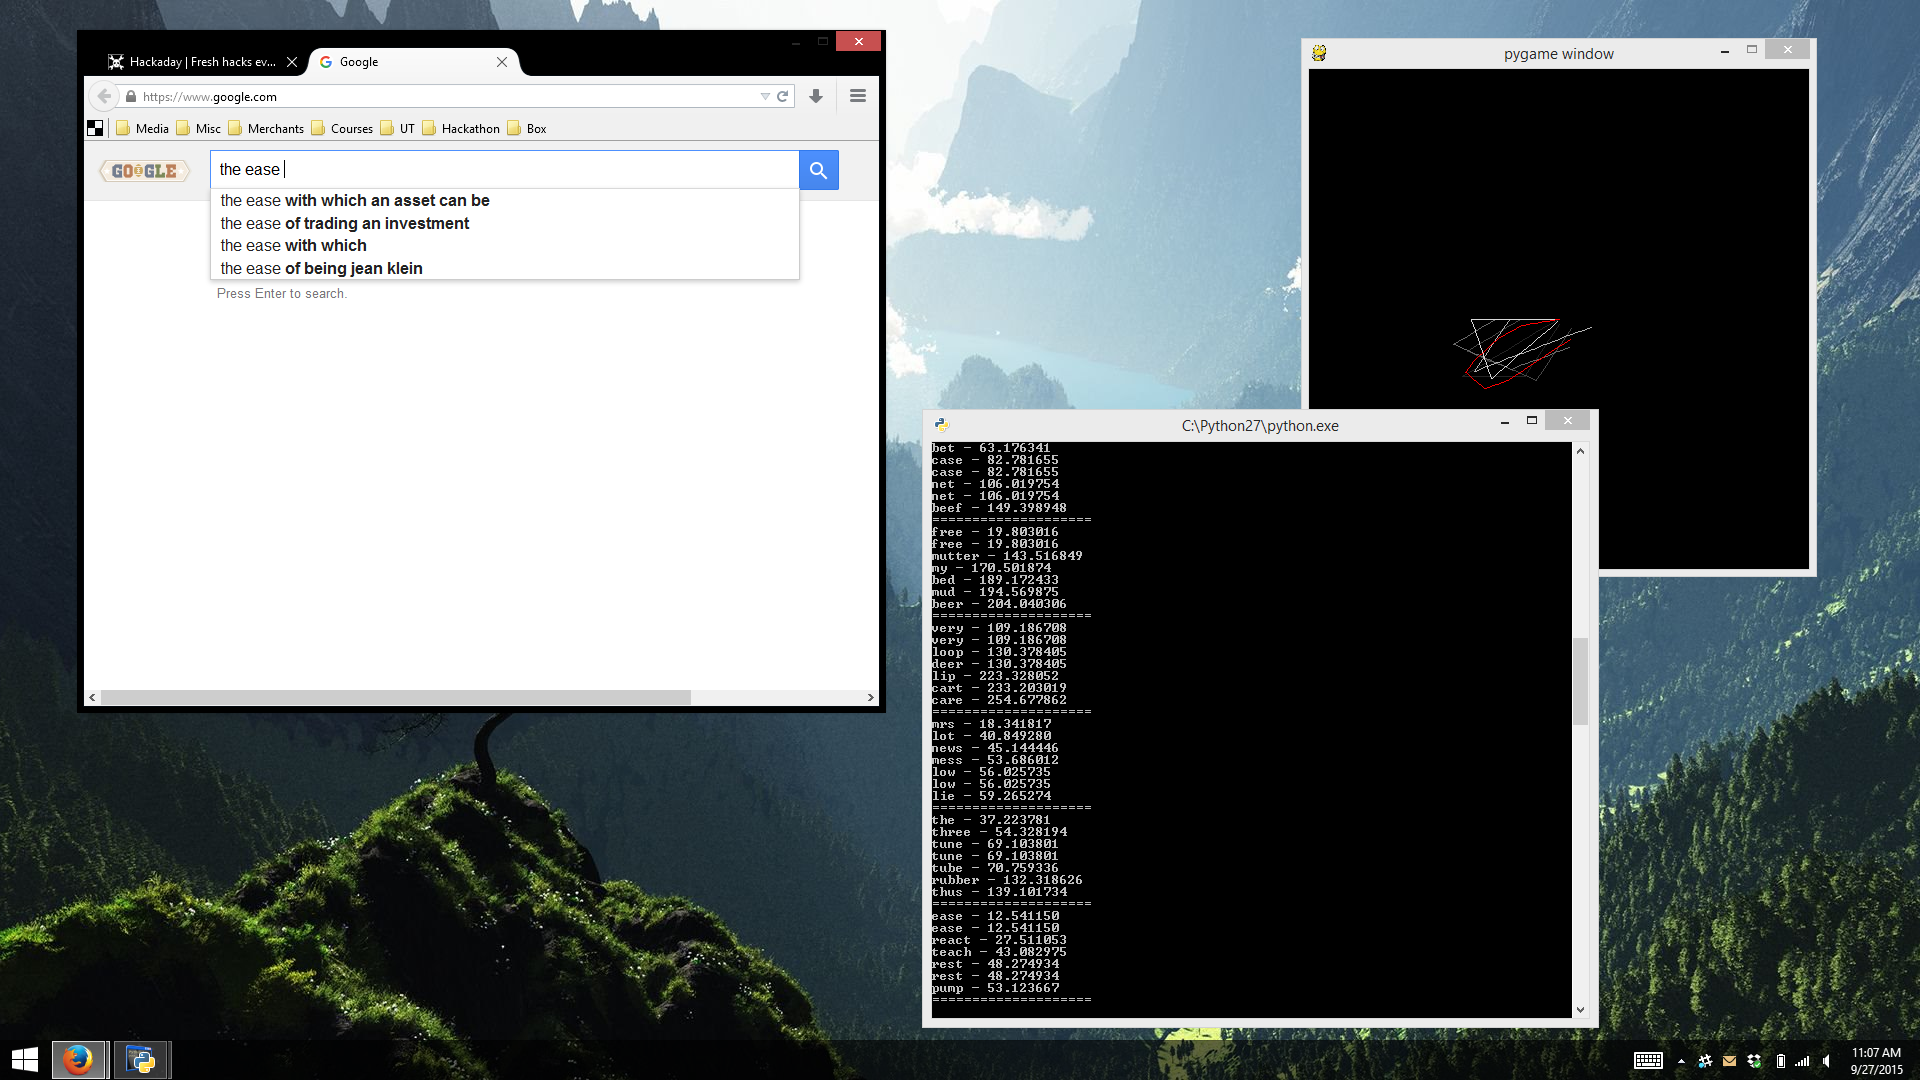 Hackaday | Fresh hacks ev...
Google
https://www.google.com
Media Misc Merchants Courses UT Hackathon Box
GOOGLE
the ease
the ease with which an asset can be
the ease of trading an investment
the ease with which
the ease of being jean klein
Press Enter to search.
pygame window
C:\Python27\python.exe
bet - 63.176341
case - 82.781655
case - 82.781655
net - 106.019754
net - 106.019754
beef - 149.398948
====================
free - 19.803016
free - 19.803016
mutter - 143.516849
my - 170.501874
bed - 189.172433
mud - 194.569875
beer - 204.040306
====================
very - 109.186708
very - 109.186708
loop - 130.378405
deer - 130.378405
lip - 223.328052
cart - 233.203019
care - 254.677862
====================
mrs - 18.341817
lot - 40.849280
news - 45.144446
mess - 53.686012
low - 56.025735
low - 56.025735
lie - 59.265274
====================
the - 37.223781
three - 54.328194
tune - 69.103801
tune - 69.103801
tube - 70.759336
rubber - 132.318626
thus - 139.101734
====================
ease - 12.541150
ease - 12.541150
react - 27.511053
teach - 43.082975
rest - 48.274934
rest - 48.274934
pump - 53.123667
====================
11:07 AM
9/27/2015